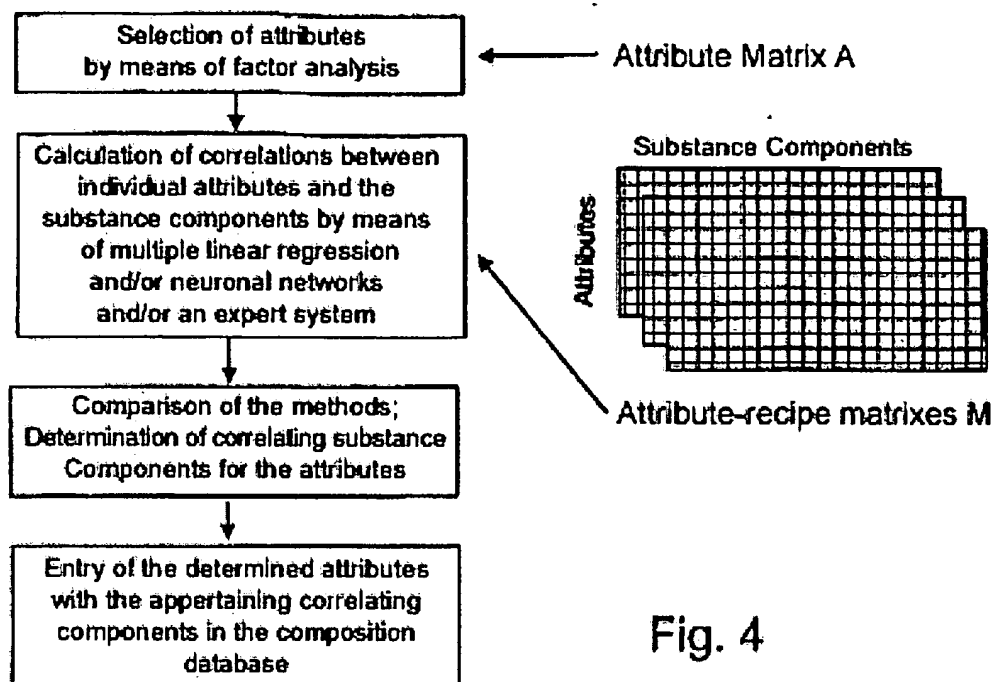 Selection of attributes
by means of factor analysis
Attribute Matrix A
Calculation of correlations between
individual attributes and the
substance components by means
of multiple linear regression
and/or neuronal networks
and/or an expert system
Substance Components
Attributes
Attribute-recipe matrixes M
Comparison of the methods;
Determination of correlating substance
Components for the attributes
Entry of the determined attributes
with the appertaining correlating
components in the composition
database
Fig. 4